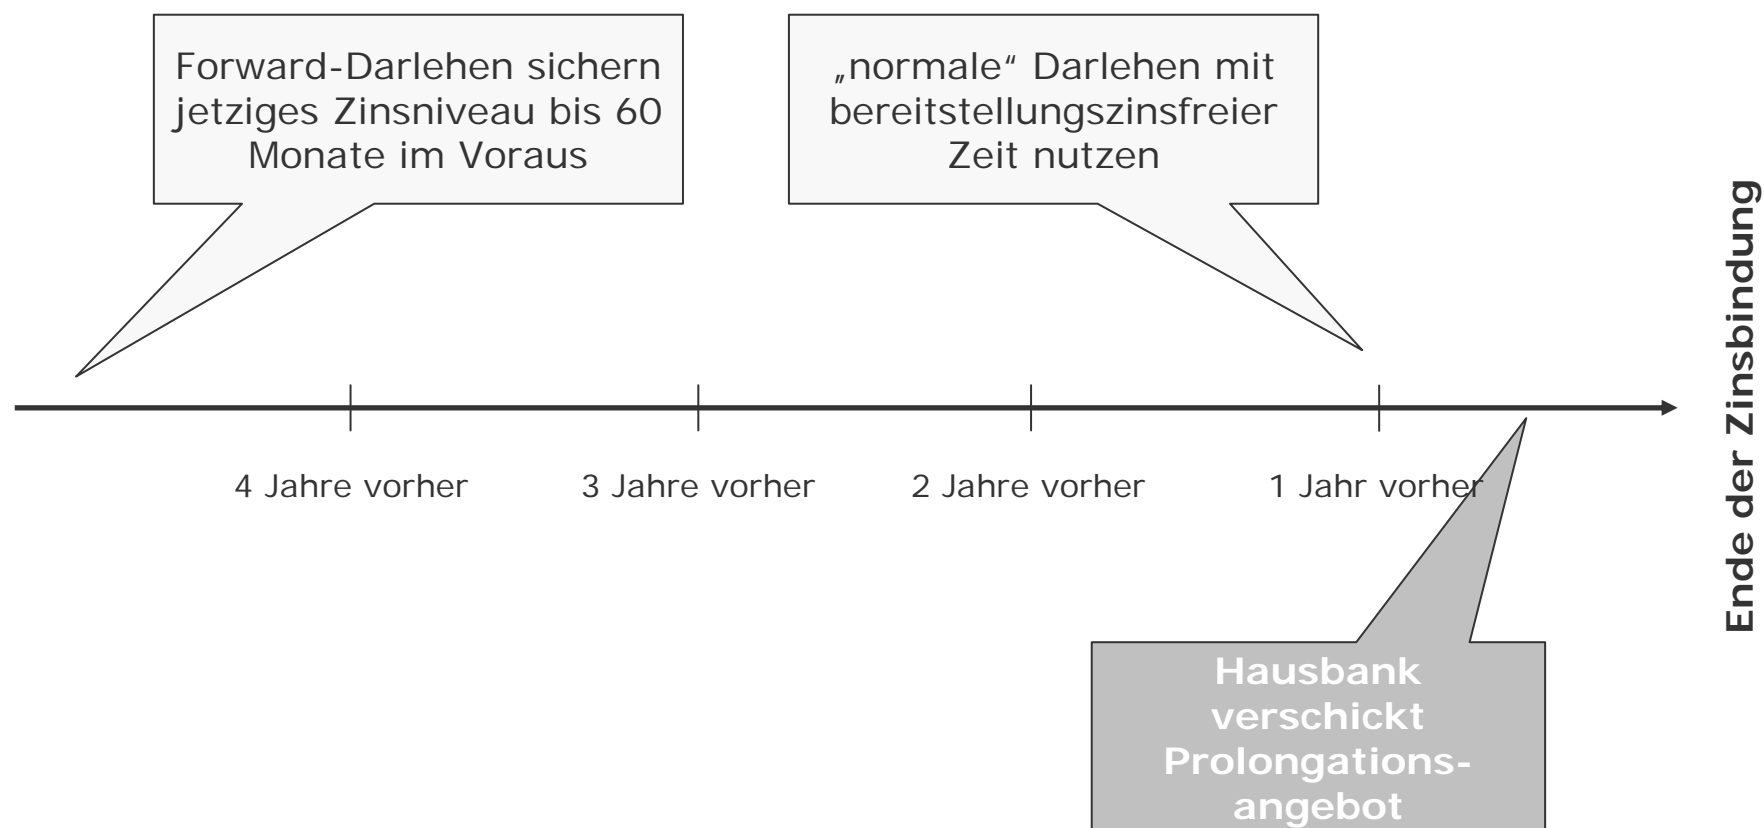 Forward-Darlehen sichern
jetziges Zinsniveau bis 60
Monate im Voraus
„normale“ Darlehen mit
bereitstellungszinsfreier
Zeit nutzen
Ende der Zinsbindung
4 Jahre vorher
3 Jahre vorher
2 Jahre vorher
1 Jahr vorher
Hausbank
verschickt
Prolongations-
angebot